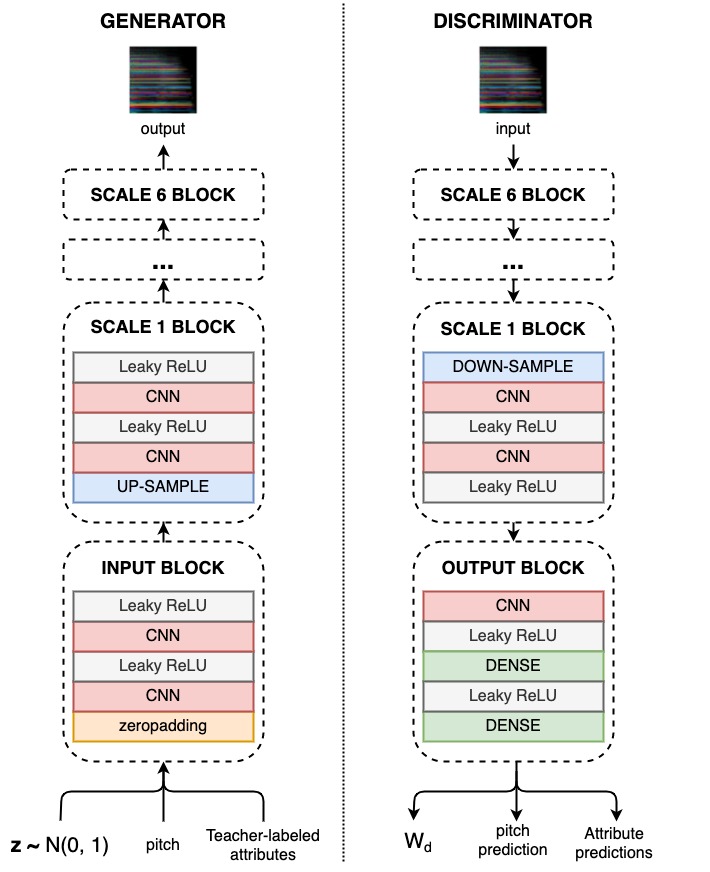 GENERATOR
output
SCALE 6 BLOCK
...
SCALE 1 BLOCK
Leaky ReLU
CNN
Leaky ReLU
CNN
UP-SAMPLE
INPUT BLOCK
Leaky ReLU
CNN
Leaky ReLU
CNN
zeropadding
z ~ N(0, 1)
pitch
Teacher-labeled
attributes
DISCRIMINATOR
input
SCALE 6 BLOCK
...
SCALE 1 BLOCK
DOWN-SAMPLE
CNN
Leaky ReLU
CNN
Leaky ReLU
OUTPUT BLOCK
CNN
Leaky ReLU
DENSE
Leaky ReLU
DENSE
Wd
pitch
prediction
Attribute
predictions